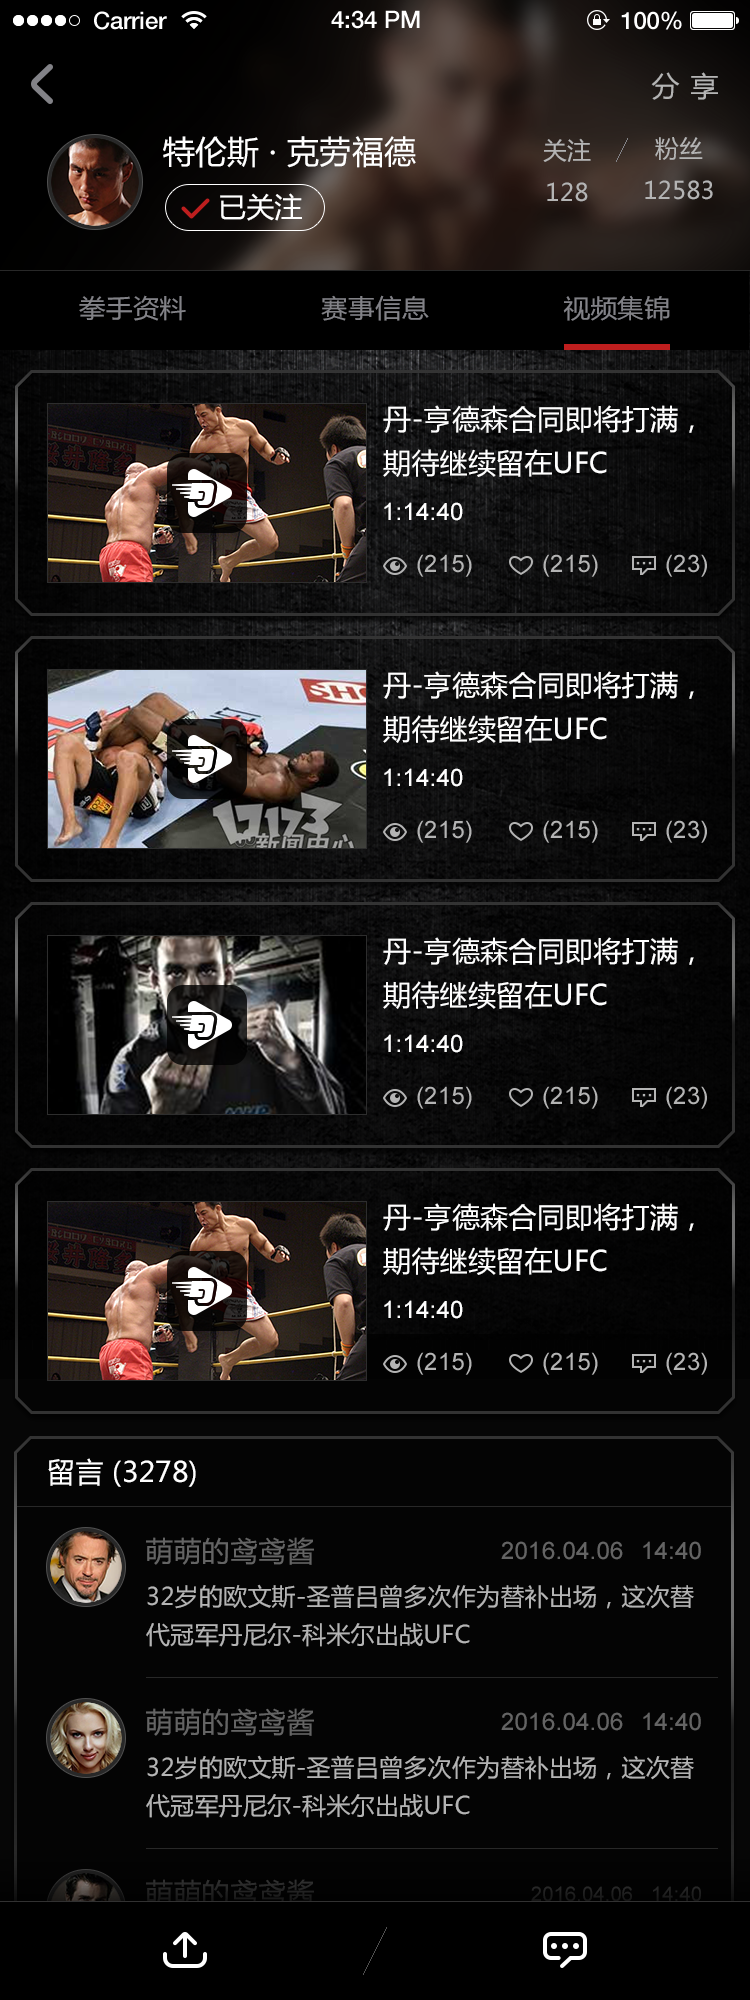 Carrier 4:34 PM 100%
分享
特伦斯 · 克劳福德
已关注
关注 / 粉丝
128 12583
拳手资料 赛事信息 视频集锦
丹-亨德森合同即将打满，
期待继续留在UFC
1:14:40
(215) (215) (23)
丹-亨德森合同即将打满，
期待继续留在UFC
1:14:40
(215) (215) (23)
17173
新闻中心
丹-亨德森合同即将打满，
期待继续留在UFC
1:14:40
(215) (215) (23)
丹-亨德森合同即将打满，
期待继续留在UFC
1:14:40
(215) (215) (23)
留言 (3278)
萌萌的鸢鸢酱 2016.04.06 14:40
32岁的欧文斯-圣普吕曾多次作为替补出场，这次替
代冠军丹尼尔-科米尔出战UFC
萌萌的鸢鸢酱 2016.04.06 14:40
32岁的欧文斯-圣普吕曾多次作为替补出场，这次替
代冠军丹尼尔-科米尔出战UFC
萌萌的鸢鸢酱 2016.04.06 14:40